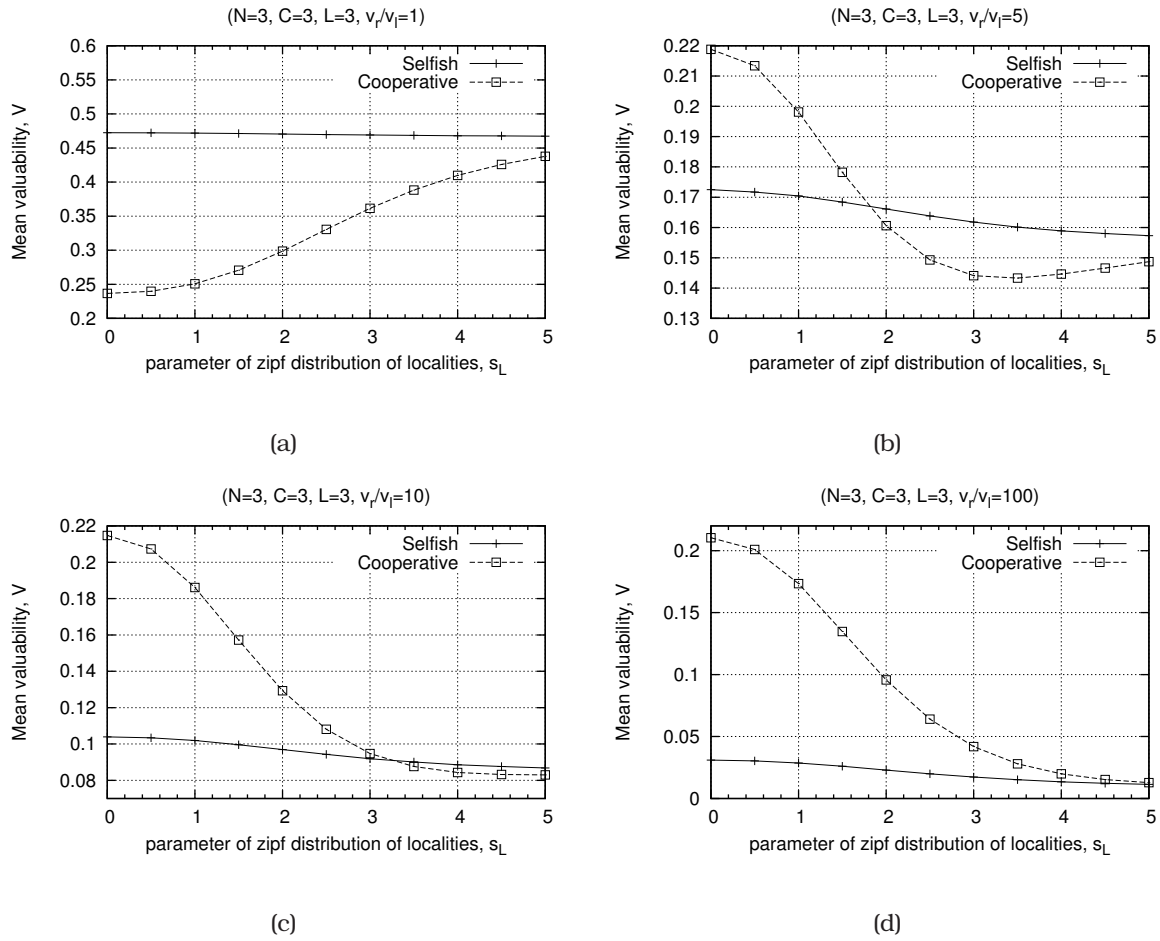 (N=3, C=3, L=3, v_r/v_l=1)
Mean valuability, V
0.6
0.55
0.5
0.45
0.4
0.35
0.3
0.25
0.2
Selfish
Cooperative
0 1 2 3 4 5
parameter of zipf distribution of localities, s_L
(a)
(N=3, C=3, L=3, v_r/v_l=5)
Mean valuability, V
0.22
0.21
0.2
0.19
0.18
0.17
0.16
0.15
0.14
0.13
Selfish
Cooperative
0 1 2 3 4 5
parameter of zipf distribution of localities, s_L
(b)
(N=3, C=3, L=3, v_r/v_l=10)
Mean valuability, V
0.22
0.2
0.18
0.16
0.14
0.12
0.1
0.08
Selfish
Cooperative
0 1 2 3 4 5
parameter of zipf distribution of localities, s_L
(c)
(N=3, C=3, L=3, v_r/v_l=100)
Mean valuability, V
0.2
0.15
0.1
0.05
0
Selfish
Cooperative
0 1 2 3 4 5
parameter of zipf distribution of localities, s_L
(d)